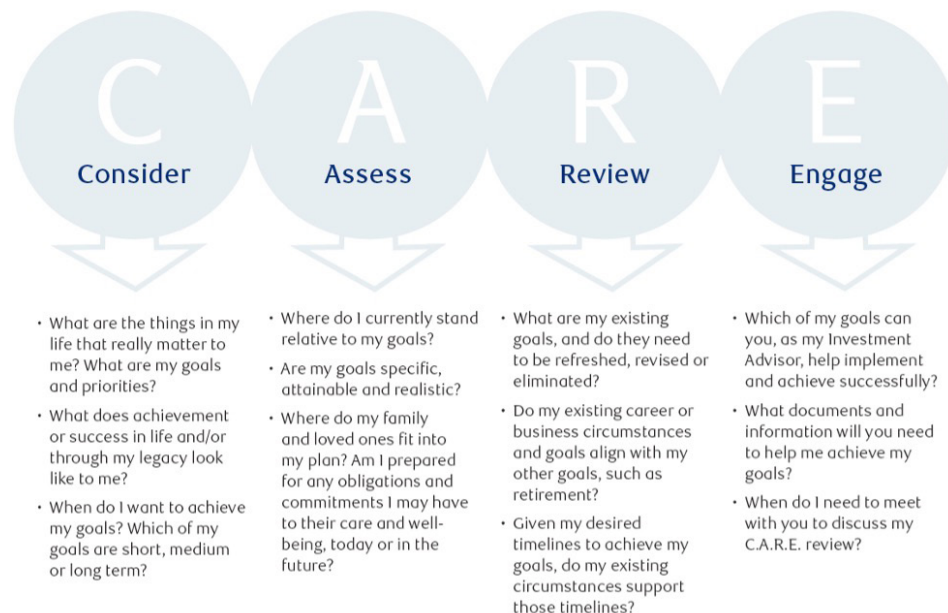 C
Consider
• What are the things in my
life that really matter to
me? What are my goals
and priorities?
• What does achievement
or success in life and/or
through my legacy look
like to me?
• When do I want to achieve
my goals? Which of my
goals are short, medium
or long term?
A
Assess
• Where do I currently stand
relative to my goals?
• Are my goals specific,
attainable and realistic?
• Where do my family
and loved ones fit into
my plan? Am I prepared
for any obligations and
commitments I may have
to their care and well-
being, today or in the
future?
R
Review
• What are my existing
goals, and do they need
to be refreshed, revised or
eliminated?
• Do my existing career or
business circumstances
and goals align with my
other goals, such as
retirement?
• Given my desired
timelines to achieve my
goals, do my existing
circumstances support
those timelines?
E
Engage
• Which of my goals can
you, as my Investment
Advisor, help implement
and achieve successfully?
• What documents and
information will you need
to help me achieve my
goals?
• When do I need to meet
with you to discuss my
C.A.R.E. review?